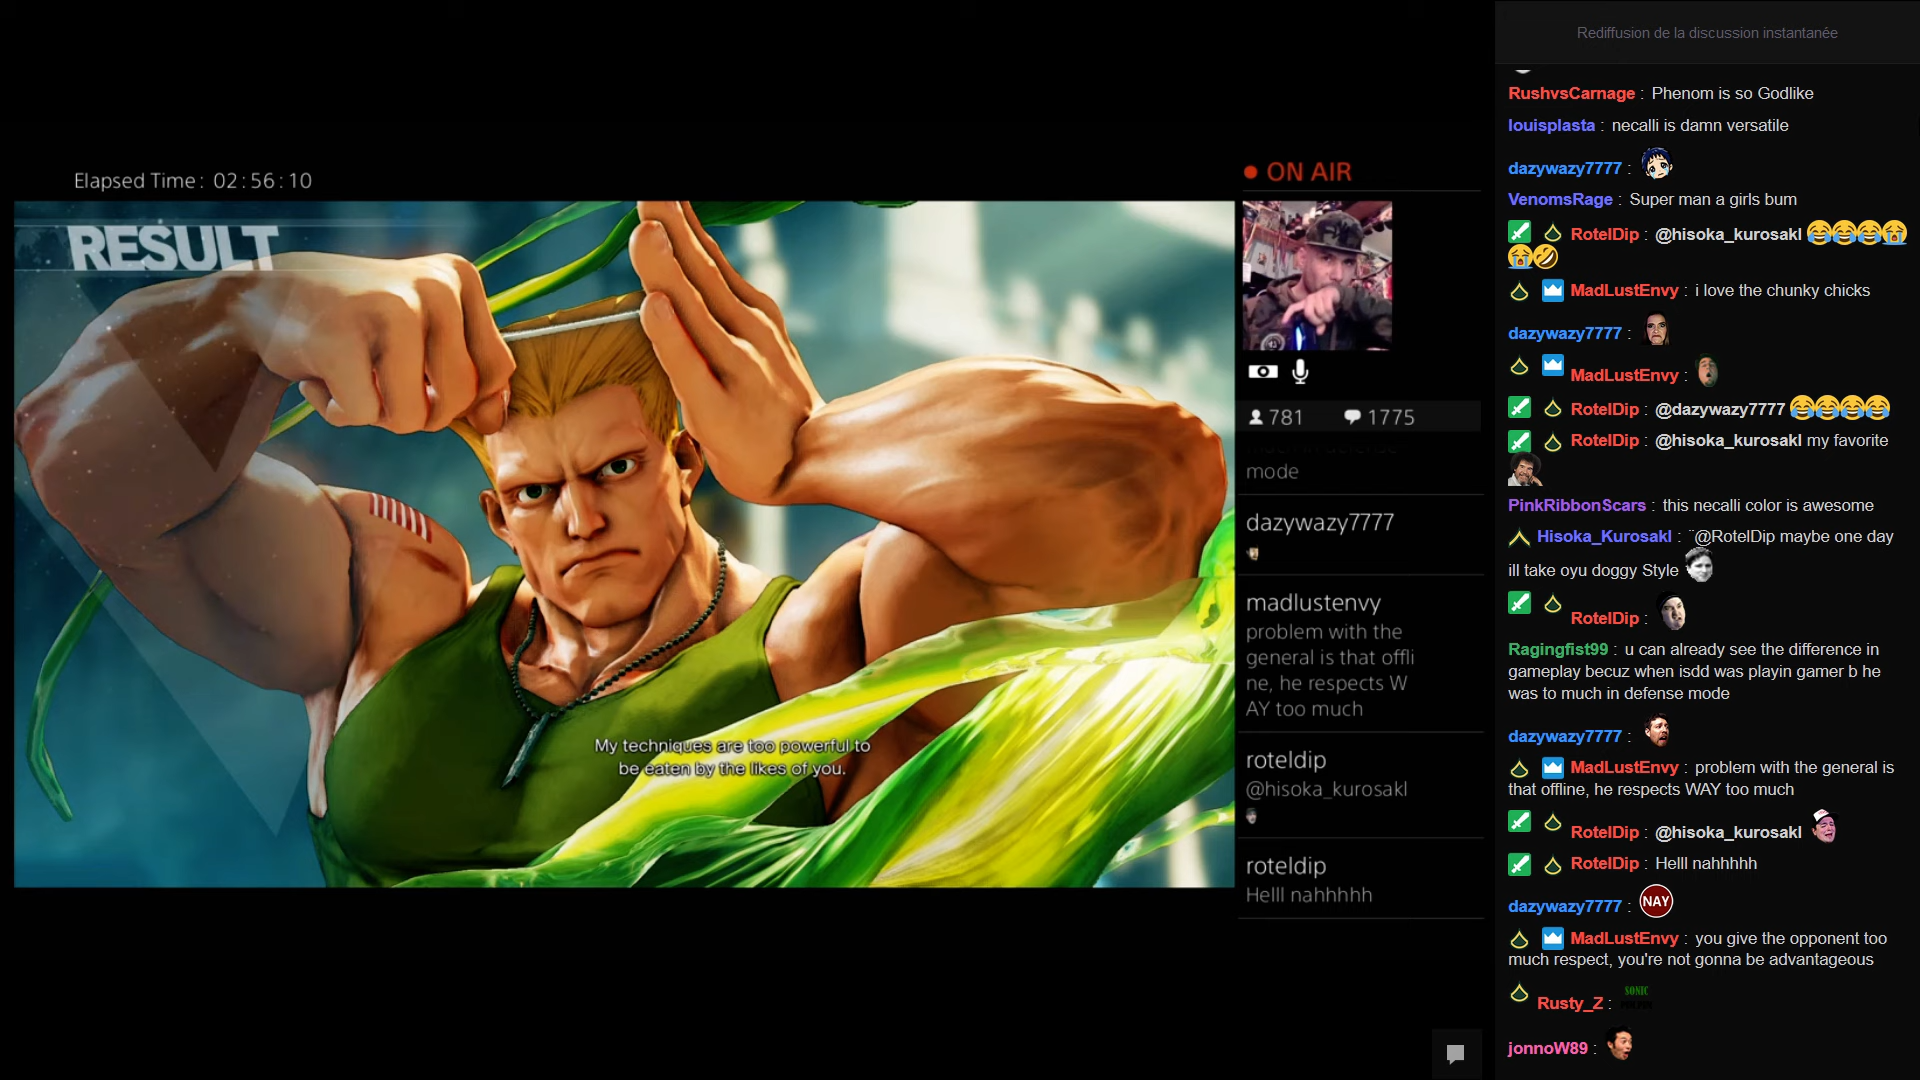 Elapsed Time: 02:56:10
RESULT
My techniques are too powerful to
be eaten by the likes of you.
ON AIR
781 1775
mode
dazywazy7777
madlustenvy
problem with the
general is that offli
ne, he respects W
AY too much
roteldip
@hisoka_kurosakl
roteldip
Helll nahhhhh
Rediffusion de la discussion instantanée
RushvsCarnage : Phenom is so Godlike
louisplasta : necalli is damn versatile
dazywazy7777 :
VenomsRage : Super man a girls bum
RotelDip : @hisoka_kurosakl 😂😂😂😭
😭🤣
MadLustEnvy : i love the chunky chicks
dazywazy7777 :
MadLustEnvy :
RotelDip : @dazywazy7777 😂😂😂😂
RotelDip : @hisoka_kurosakl my favorite
PinkRibbonScars : this necalli color is awesome
Hisoka_Kurosakl : ¨@RotelDip maybe one day
ill take oyu doggy Style
RotelDip :
Ragingfist99 : u can already see the difference in
gameplay becuz when isdd was playin gamer b he
was to much in defense mode
dazywazy7777 :
MadLustEnvy : problem with the general is
that offline, he respects WAY too much
RotelDip : @hisoka_kurosakl
RotelDip : Helll nahhhhh
dazywazy7777 : NAY
MadLustEnvy : you give the opponent too
much respect, you're not gonna be advantageous
Rusty_Z : SONIC
jonnoW89 :